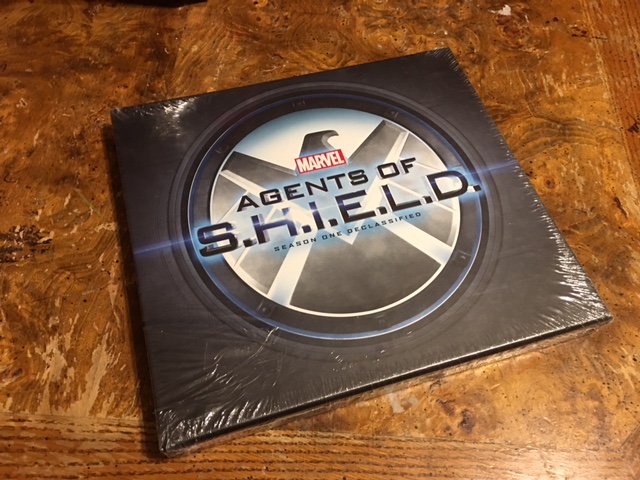 MARVEL
AGENTS OF
S.H.I.E.L.D.
SEASON ONE DECLASSIFIED